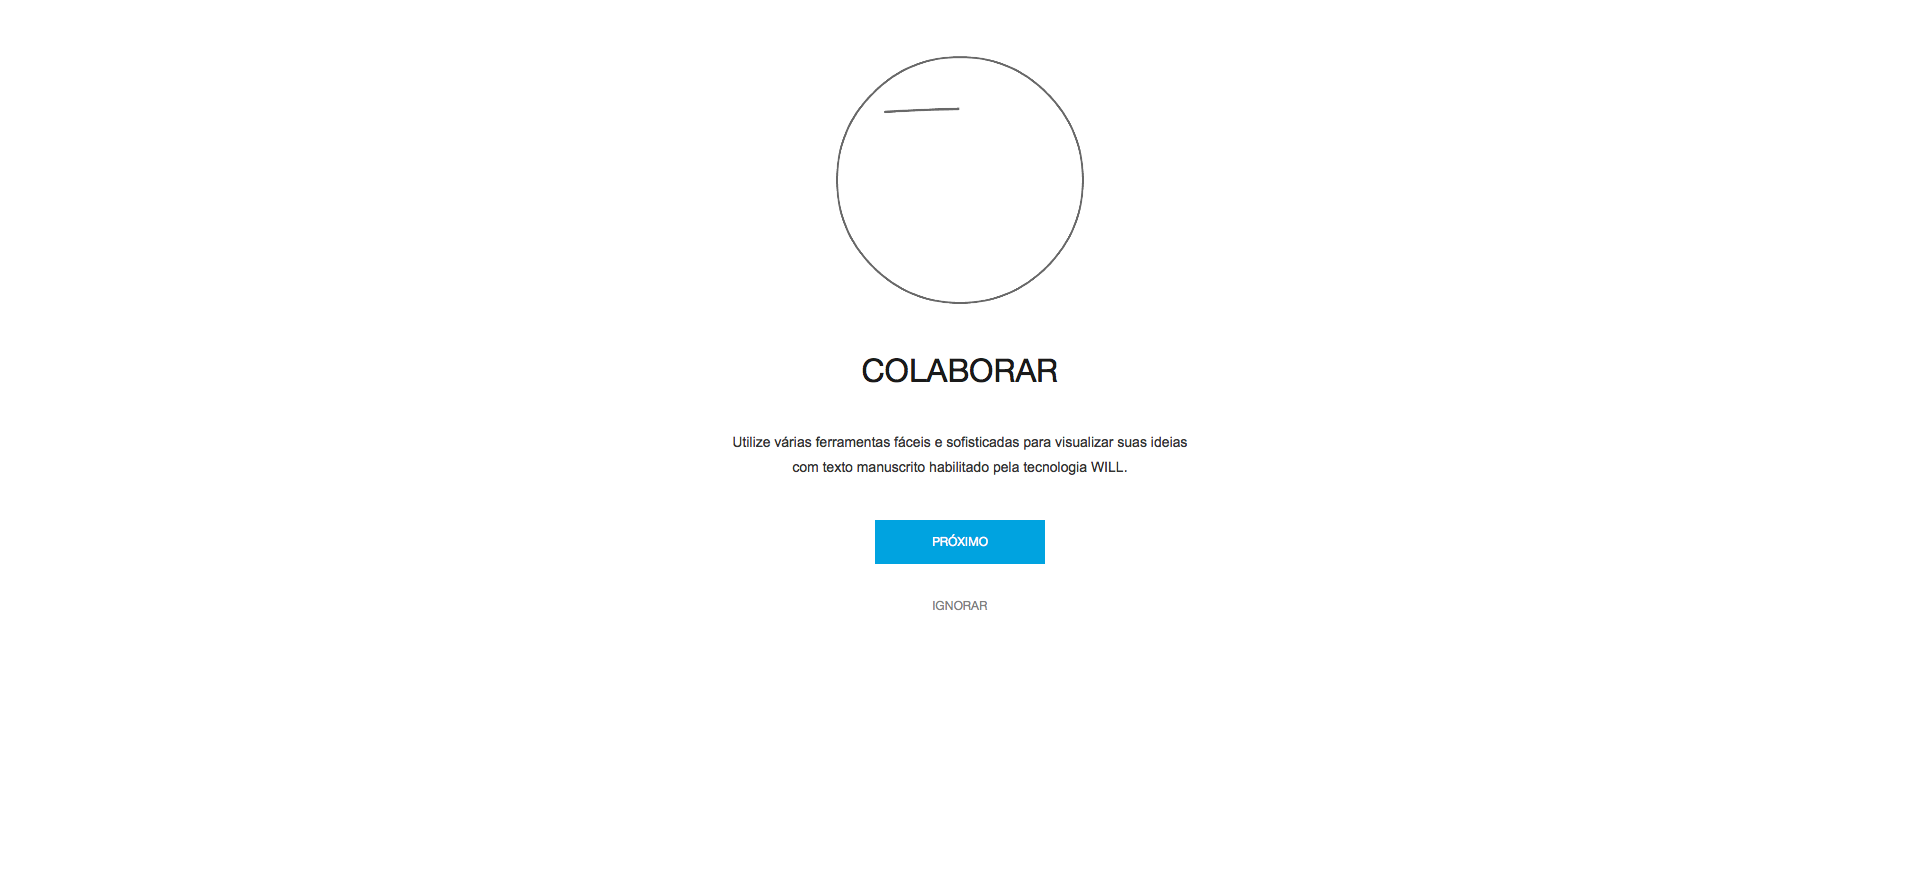 COLABORAR
Utilize várias ferramentas fáceis e sofisticadas para visualizar suas ideias
com texto manuscrito habilitado pela tecnologia WILL.
PRÓXIMO
IGNORAR